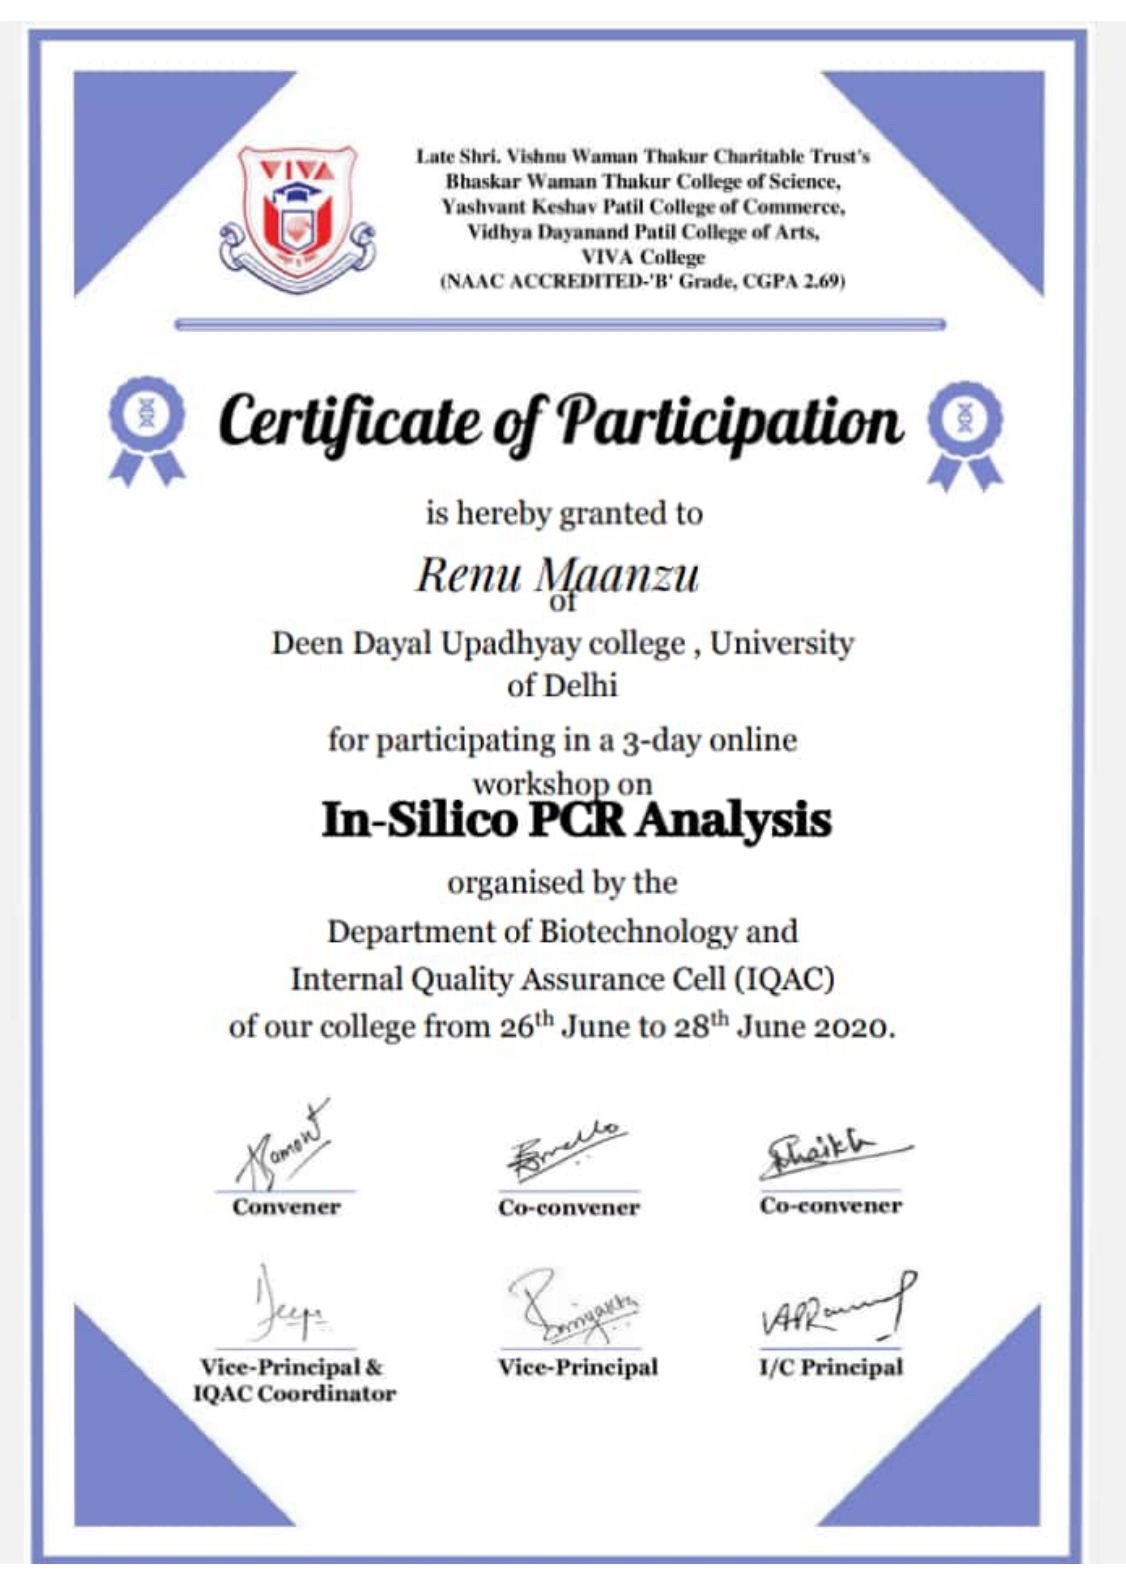 VIVA
Late Shri. Vishnu Waman Thakur Charitable Trust's
Bhaskar Waman Thakur College of Science,
Yashvant Keshav Patil College of Commerce,
Vidhya Dayanand Patil College of Arts,
VIVA College
(NAAC ACCREDITED-'B' Grade, CGPA 2.69)
Certificate of Participation
is hereby granted to
Renu Maanzu
of
Deen Dayal Upadhyay college , University
of Delhi
for participating in a 3-day online
workshop on
In-Silico PCR Analysis
organised by the
Department of Biotechnology and
Internal Quality Assurance Cell (IQAC)
of our college from 26th June to 28th June 2020.
Shaikh
Convener
Co-convener
Co-convener
Vice-Principal &
IQAC Coordinator
Vice-Principal
I/C Principal